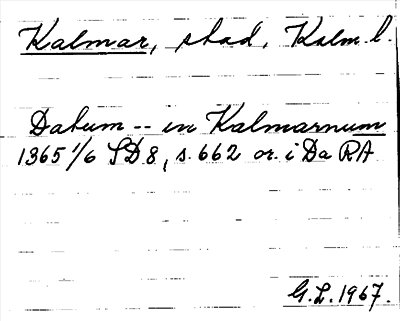 Kalmar, stad, Kalm. l.
Datum -- in Kalmarnum
1365 1/6 SD 8, s. 662 or. i Da RA
G.L. 1967.